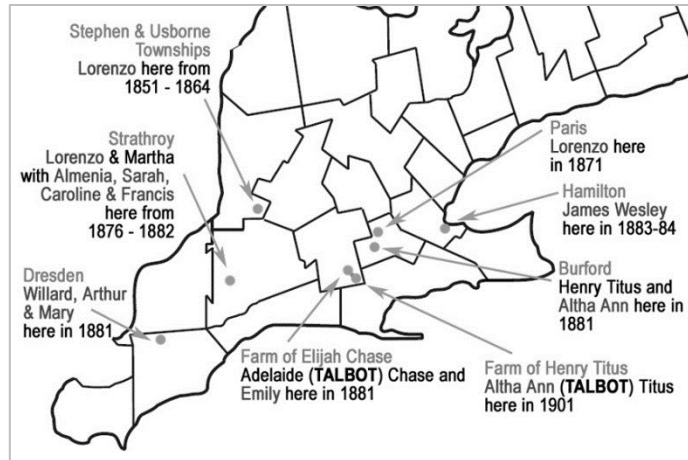 Stephen & Usborne
Townships
Lorenzo here from
1851 - 1864
Strathroy
Lorenzo & Martha
with Almenia, Sarah,
Caroline & Francis
here from
1876 - 1882
Dresden
Willard, Arthur
& Mary
here in 1881
Farm of Elijah Chase
Adelaide (TALBOT) Chase and
Emily here in 1881
Paris
Lorenzo here
in 1871
Hamilton
James Wesley
here in 1883-84
Burford
Henry Titus and
Altha Ann here in
1881
Farm of Henry Titus
Altha Ann (TALBOT) Titus
here in 1901